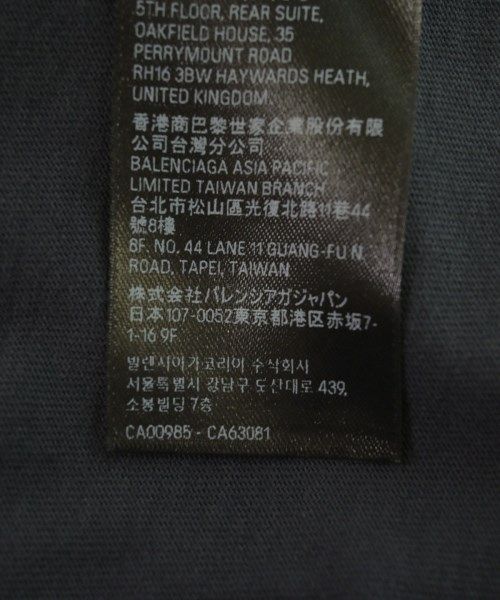 5TH FLOOR, REAR SUITE,
OAKFIELD HOUSE, 35
PERRYMOUNT ROAD
RH16 3BW HAYWARDS HEATH,
UNITED KINGDOM.
香港商巴黎世家企業股份有限
公司台灣分公司
BALENCIAGA ASIA PACIFIC
LIMITED TAIWAN BRANCH
台北市松山區光復北路11巷44
號8樓
8F. NO. 44 LANE 11 GUANG-FU N.
ROAD, TAPEI, TAIWAN.
株式会社バレンシアガジャパン
日本107-0052東京都港区赤坂7-
1-16 9F
발렌시아가코리아 주식회사
서울특별시 강남구 도산대로 439,
소봉빌딩 7층
CA00985 - CA63081